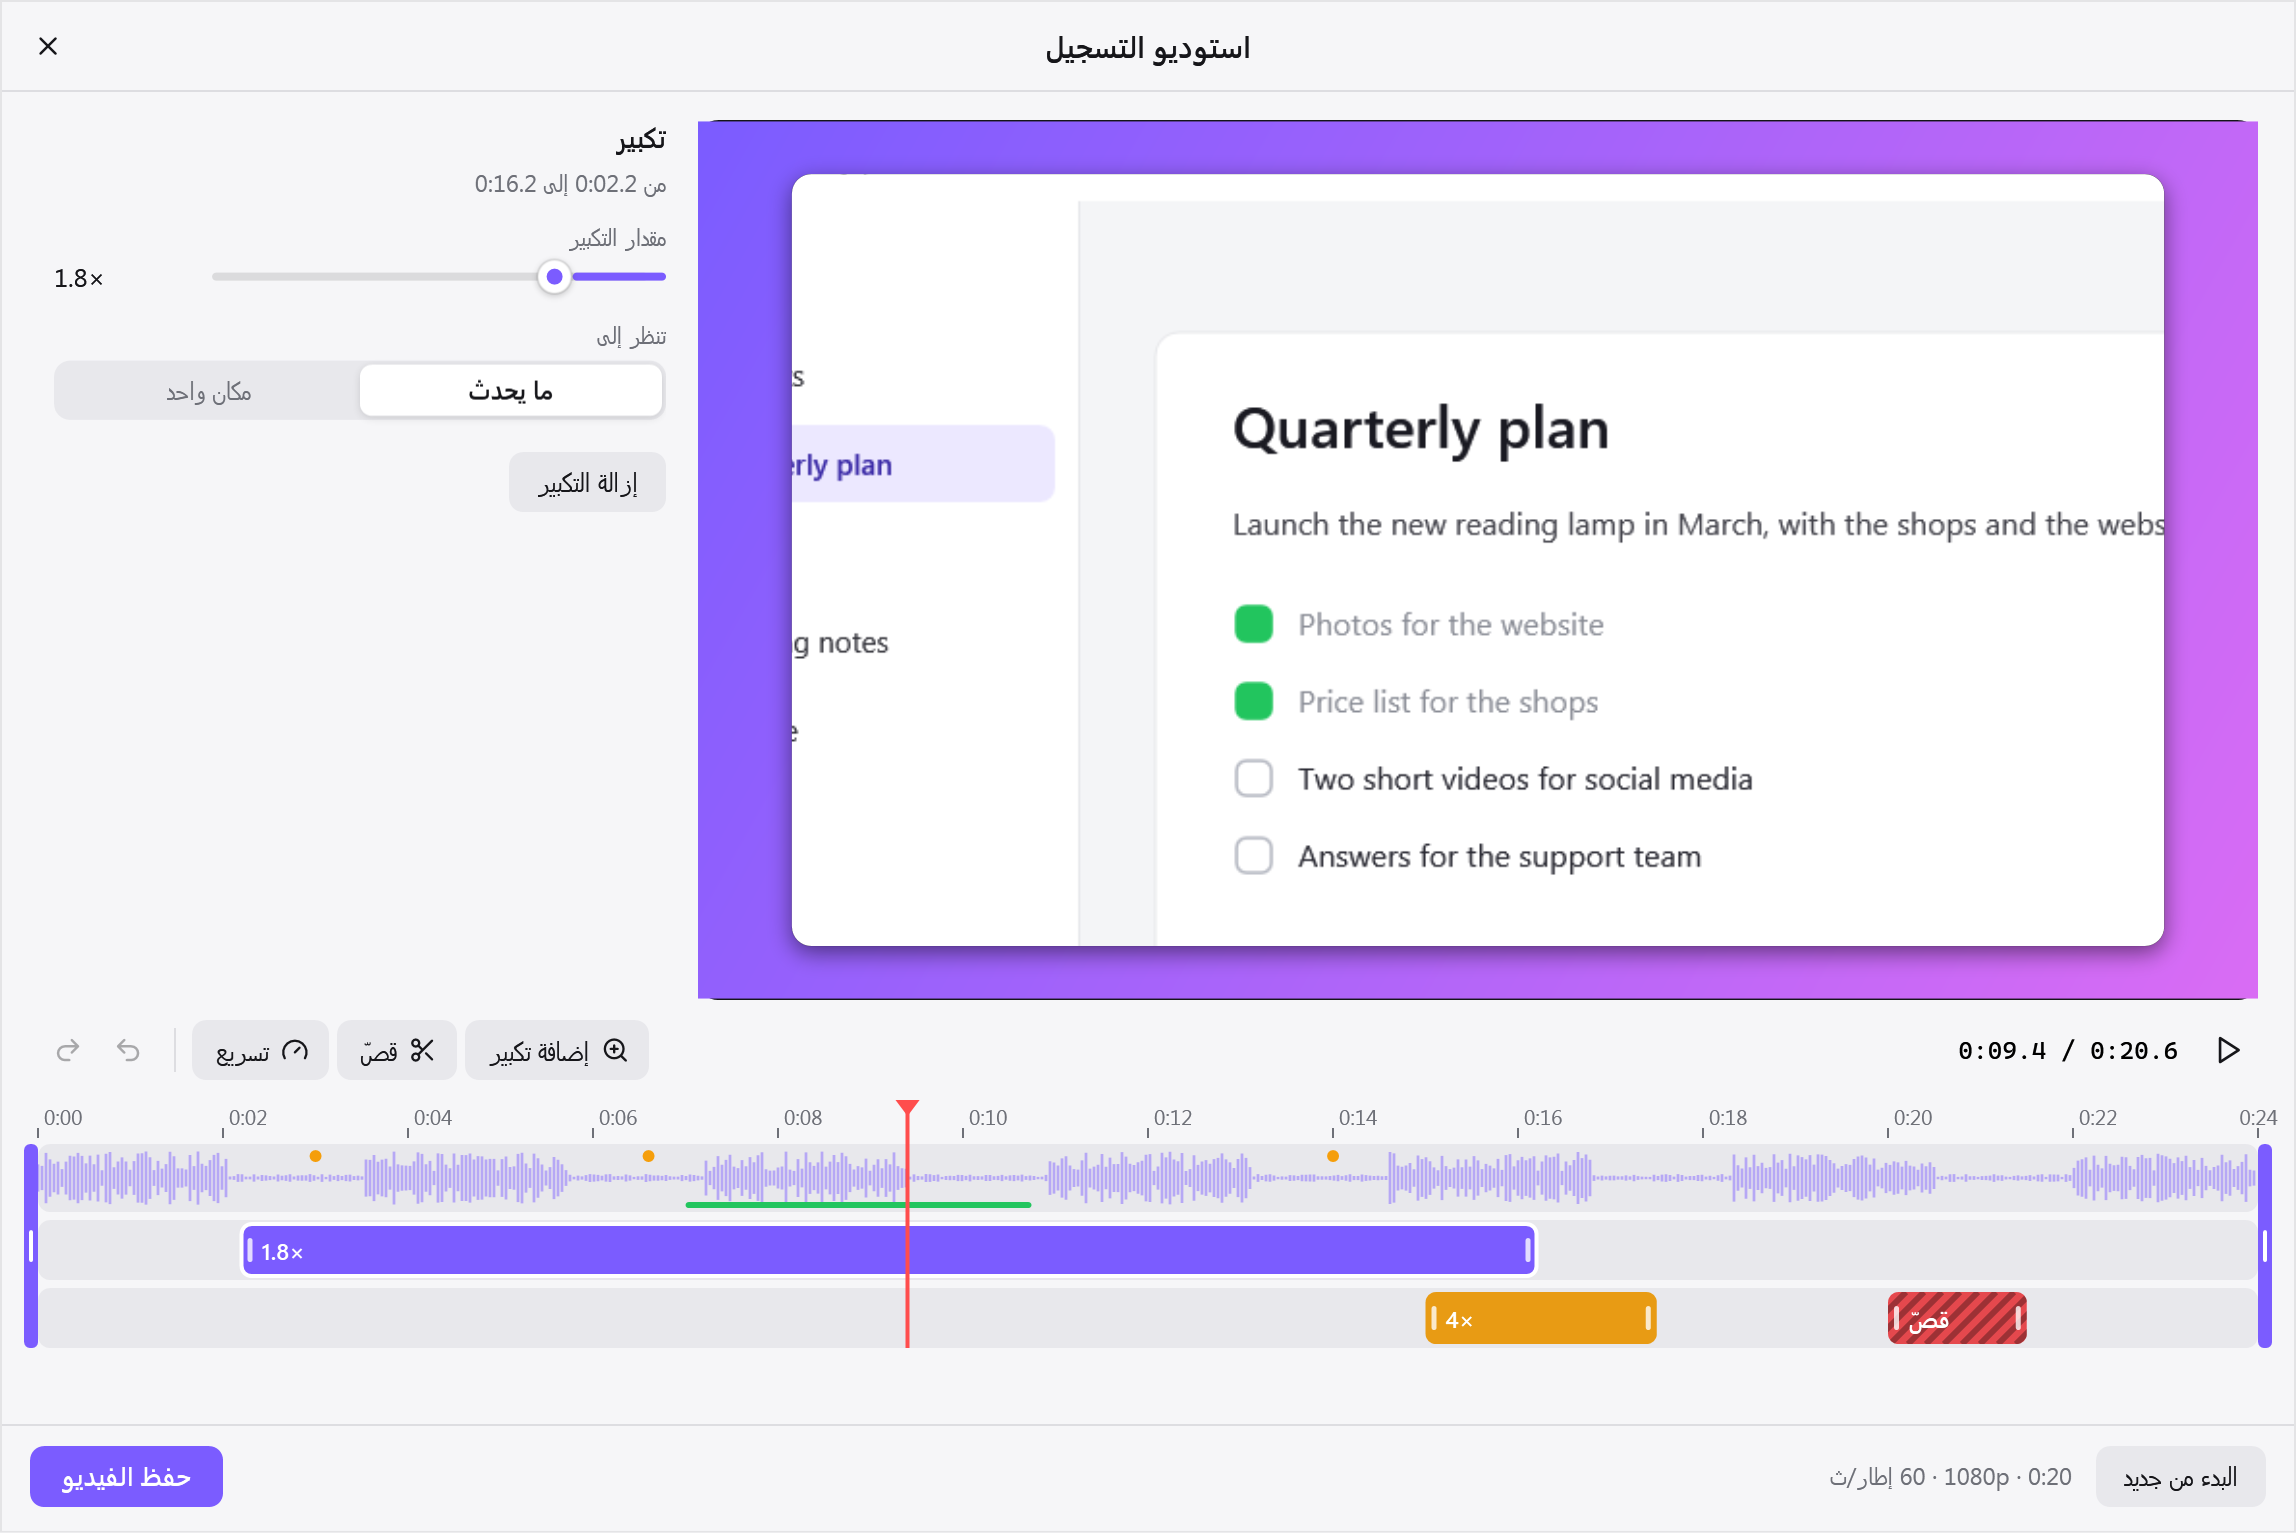 استوديو التسجيل
تكبير
من 0:02.2 إلى 0:16.2
مقدار التكبير
1.8×
تنظر إلى
ما يحدث
مكان واحد
إزالة التكبير
s
erly plan
g notes
e
Quarterly plan
Launch the new reading lamp in March, with the shops and the webs
Photos for the website
Price list for the shops
Two short videos for social media
Answers for the support team
0:09.4 / 0:20.6
إضافة تكبير
قصّ
تسريع
0:00 0:02 0:04 0:06 0:08 0:10 0:12 0:14 0:16 0:18 0:20 0:22 0:24
1.8×
4×
قصّ
البدء من جديد
0:20 · 1080p · 60 إطار/ث
حفظ الفيديو